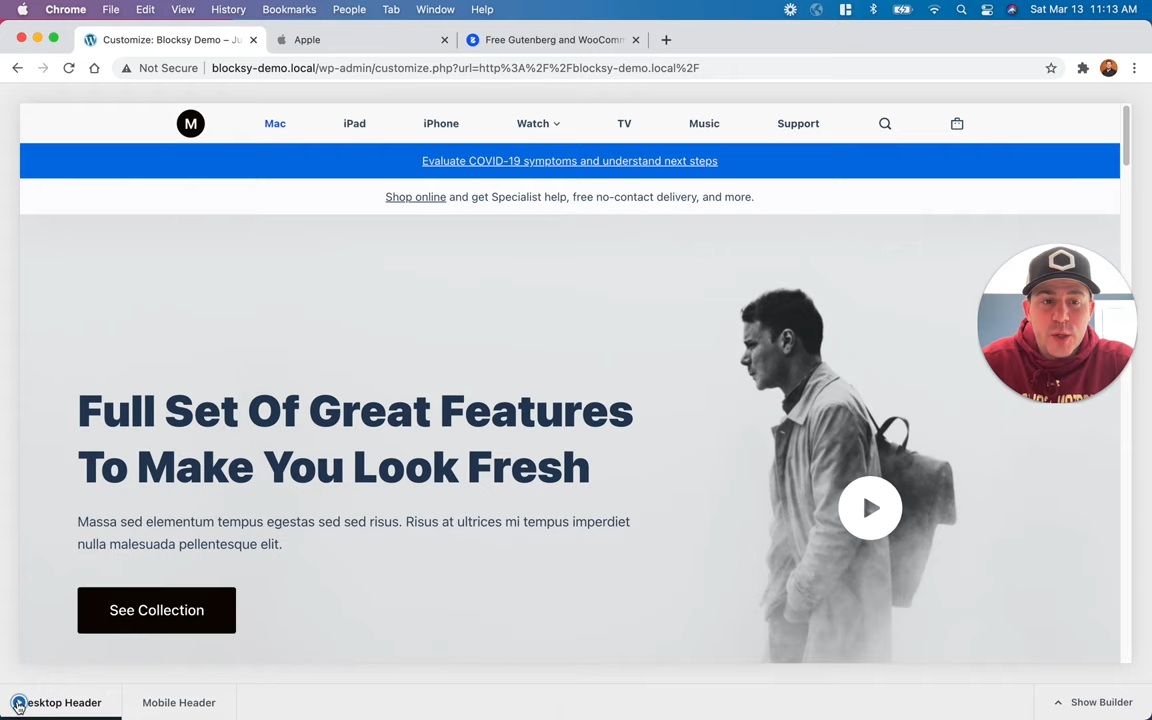 Chrome File Edit View History Bookmarks People Tab Window Help Sat Mar 13 11:13 AM
Customize: Blocksy Demo – Ju Apple Free Gutenberg and WooComm
Not Secure blocksy-demo.local/wp-admin/customize.php?url=http%3A%2F%2Fblocksy-demo.local%2F
M Mac iPad iPhone Watch TV Music Support
Evaluate COVID-19 symptoms and understand next steps
Shop online and get Specialist help, free no-contact delivery, and more.
Full Set Of Great Features
To Make You Look Fresh
Massa sed elementum tempus egestas sed sed risus. Risus at ultrices mi tempus imperdiet
nulla malesuada pellentesque elit.
See Collection
esktop Header Mobile Header Show Builder